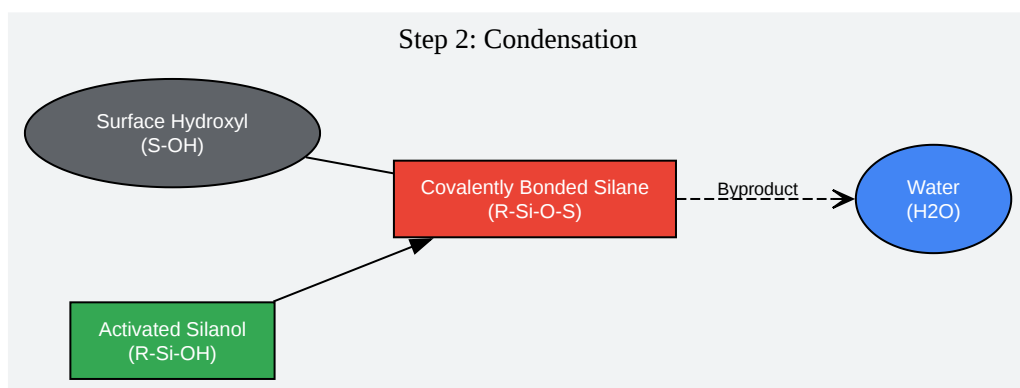 Step 2: Condensation
Surface Hydroxyl
(S-OH)
Covalently Bonded Silane
(R-Si-O-S)
Byproduct
Water
(H2O)
Activated Silanol
(R-Si-OH)